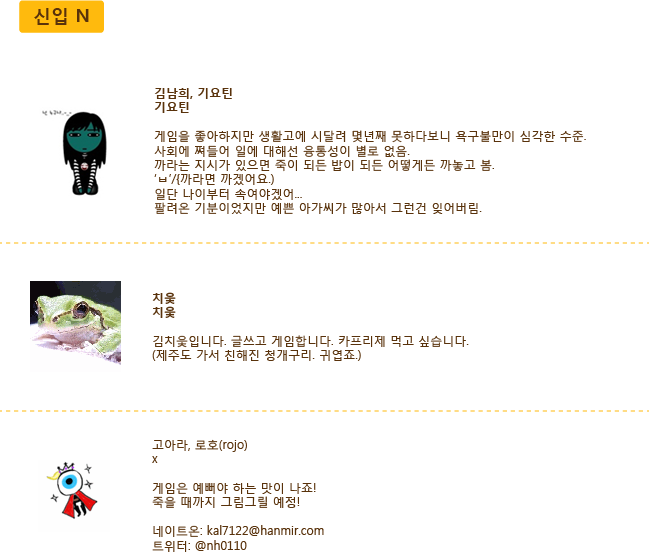 신입 N
김남희, 기요틴
기요틴
게임을 좋아하지만 생활고에 시달려 몇년째 못하다보니 욕구불만이 심각한 수준.
사회에 쩌들어 일에 대해선 융통성이 별로 없음.
까라는 지시가 있으면 죽이 되든 밥이 되든 어떻게든 까놓고 봄.
'ㅂ'/(까라면 까겠어요.)
일단 나이부터 속여야겠어...
팔려온 기분이었지만 예쁜 아가씨가 많아서 그런건 잊어버림.
치윷
치윷
김치윷입니다. 글쓰고 게임합니다. 카프리제 먹고 싶습니다.
(제주도 가서 친해진 청개구리. 귀엽죠.)
고아라, 로호(rojo)
x
게임은 예뻐야 하는 맛이 나죠!
죽을 때까지 그림그릴 예정!
네이트온: kal7122@hanmir.com
트위터: @nh0110